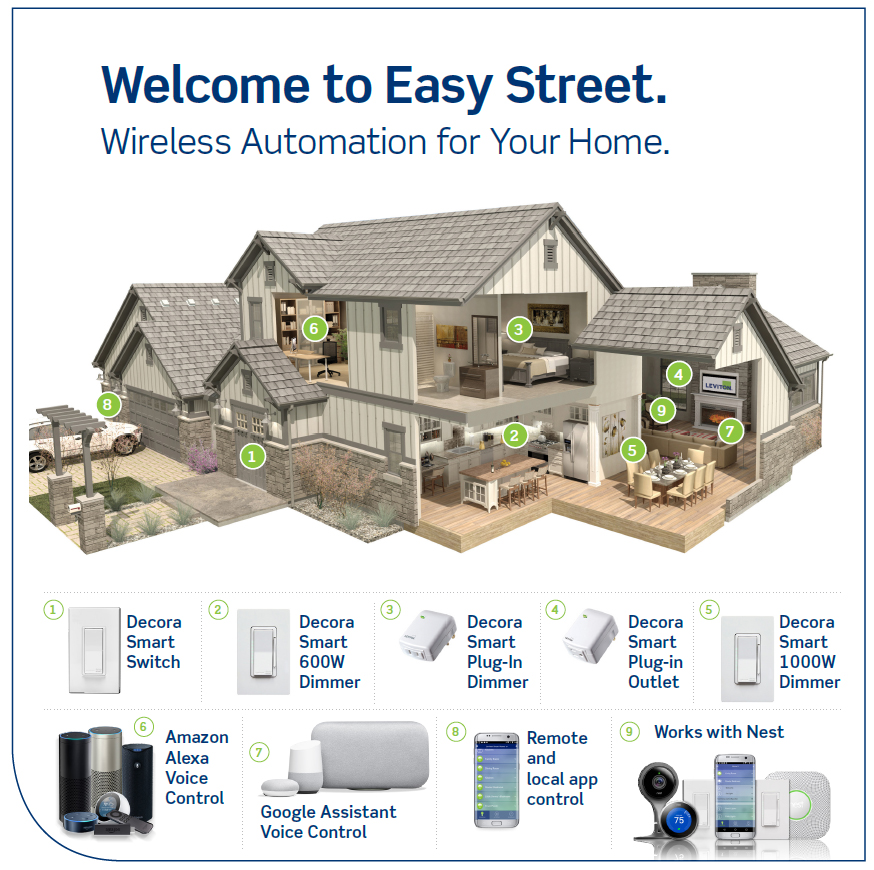 Welcome to Easy Street.
Wireless Automation for Your Home.
6
3
4
LEVITON
8
9
2
7
1
5
1
Decora
Smart
Switch
2
Decora
Smart
600W
Dimmer
3
Decora
Smart
Plug-In
Dimmer
4
Decora
Smart
Plug-in
Outlet
5
Decora
Smart
1000W
Dimmer
6
Amazon
Alexa
Voice
Control
7
Google Assistant
Voice Control
8
Remote
and
local app
control
9
Works with Nest
75